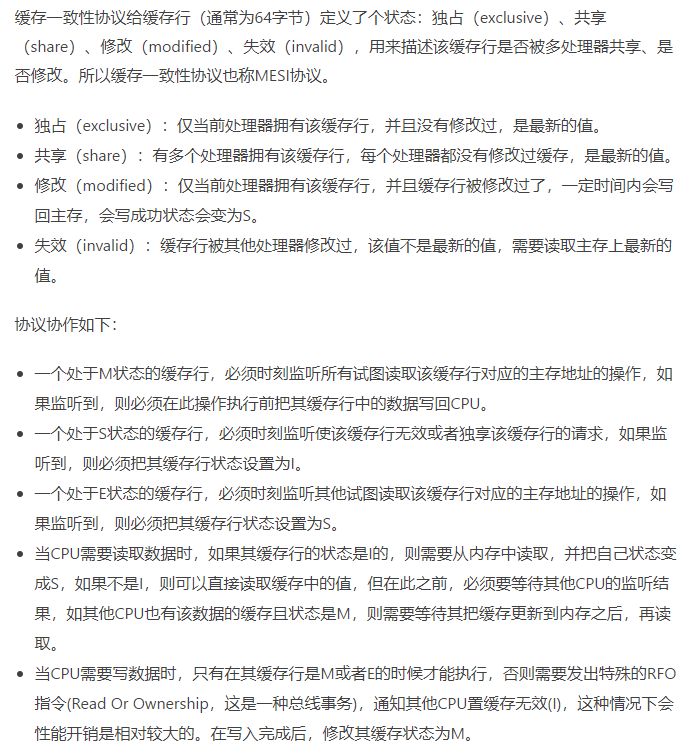 缓存一致性协议给缓存行（通常为64字节）定义了个状态：独占（exclusive）、共享
（share）、修改（modified）、失效（invalid），用来描述该缓存行是否被多处理器共享、是
否修改。所以缓存一致性协议也称MESI协议。
• 独占（exclusive）：仅当前处理器拥有该缓存行，并且没有修改过，是最新的值。
• 共享（share）：有多个处理器拥有该缓存行，每个处理器都没有修改过缓存，是最新的值。
• 修改（modified）：仅当前处理器拥有该缓存行，并且缓存行被修改过了，一定时间内会写
回主存，会写成功状态会变为S。
• 失效（invalid）：缓存行被其他处理器修改过，该值不是最新的值，需要读取主存上最新的
值。
协议协作如下：
• 一个处于M状态的缓存行，必须时刻监听所有试图读取该缓存行对应的主存地址的操作，如
果监听到，则必须在此操作执行前把其缓存行中的数据写回CPU。
• 一个处于S状态的缓存行，必须时刻监听使该缓存行无效或者独享该缓存行的请求，如果监
听到，则必须把其缓存行状态设置为I。
• 一个处于E状态的缓存行，必须时刻监听其他试图读取该缓存行对应的主存地址的操作，如
果监听到，则必须把其缓存行状态设置为S。
• 当CPU需要读取数据时，如果其缓存行的状态是I的，则需要从内存中读取，并把自己状态变
成S，如果不是I，则可以直接读取缓存中的值，但在此之前，必须要等待其他CPU的监听结
果，如其他CPU也有该数据的缓存且状态是M，则需要等待其把缓存更新到内存之后，再读
取。
• 当CPU需要写数据时，只有在其缓存行是M或者E的时候才能执行，否则需要发出特殊的RFO
指令(Read Or Ownership，这是一种总线事务)，通知其他CPU置缓存无效(I)，这种情况下会
性能开销是相对较大的。在写入完成后，修改其缓存状态为M。